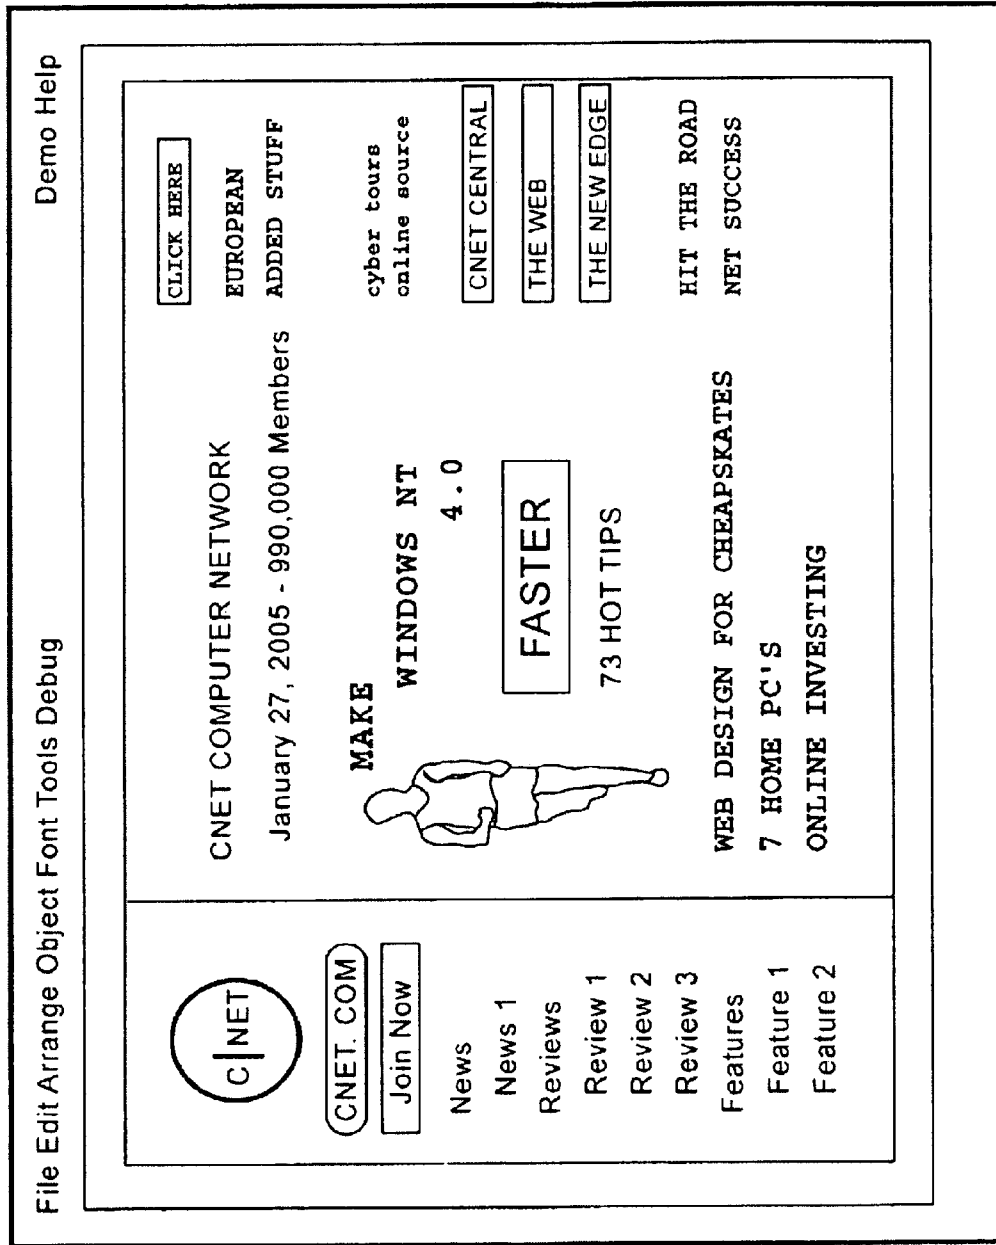 File Edit Arrange Object Font Tools Debug Demo Help
C|NET
CNET. COM
Join Now
News
News 1
Reviews
Review 1
Review 2
Review 3
Features
Feature 1
Feature 2
CNET COMPUTER NETWORK
January 27, 2005 - 990,000 Members
MAKE
WINDOWS NT
4.0
FASTER
73 HOT TIPS
WEB DESIGN FOR CHEAPSKATES
7 HOME PC'S
ONLINE INVESTING
CLICK HERE
EUROPEAN
ADDED STUFF
cyber tours
online source
CNET CENTRAL
THE WEB
THE NEW EDGE
HIT THE ROAD
NET SUCCESS